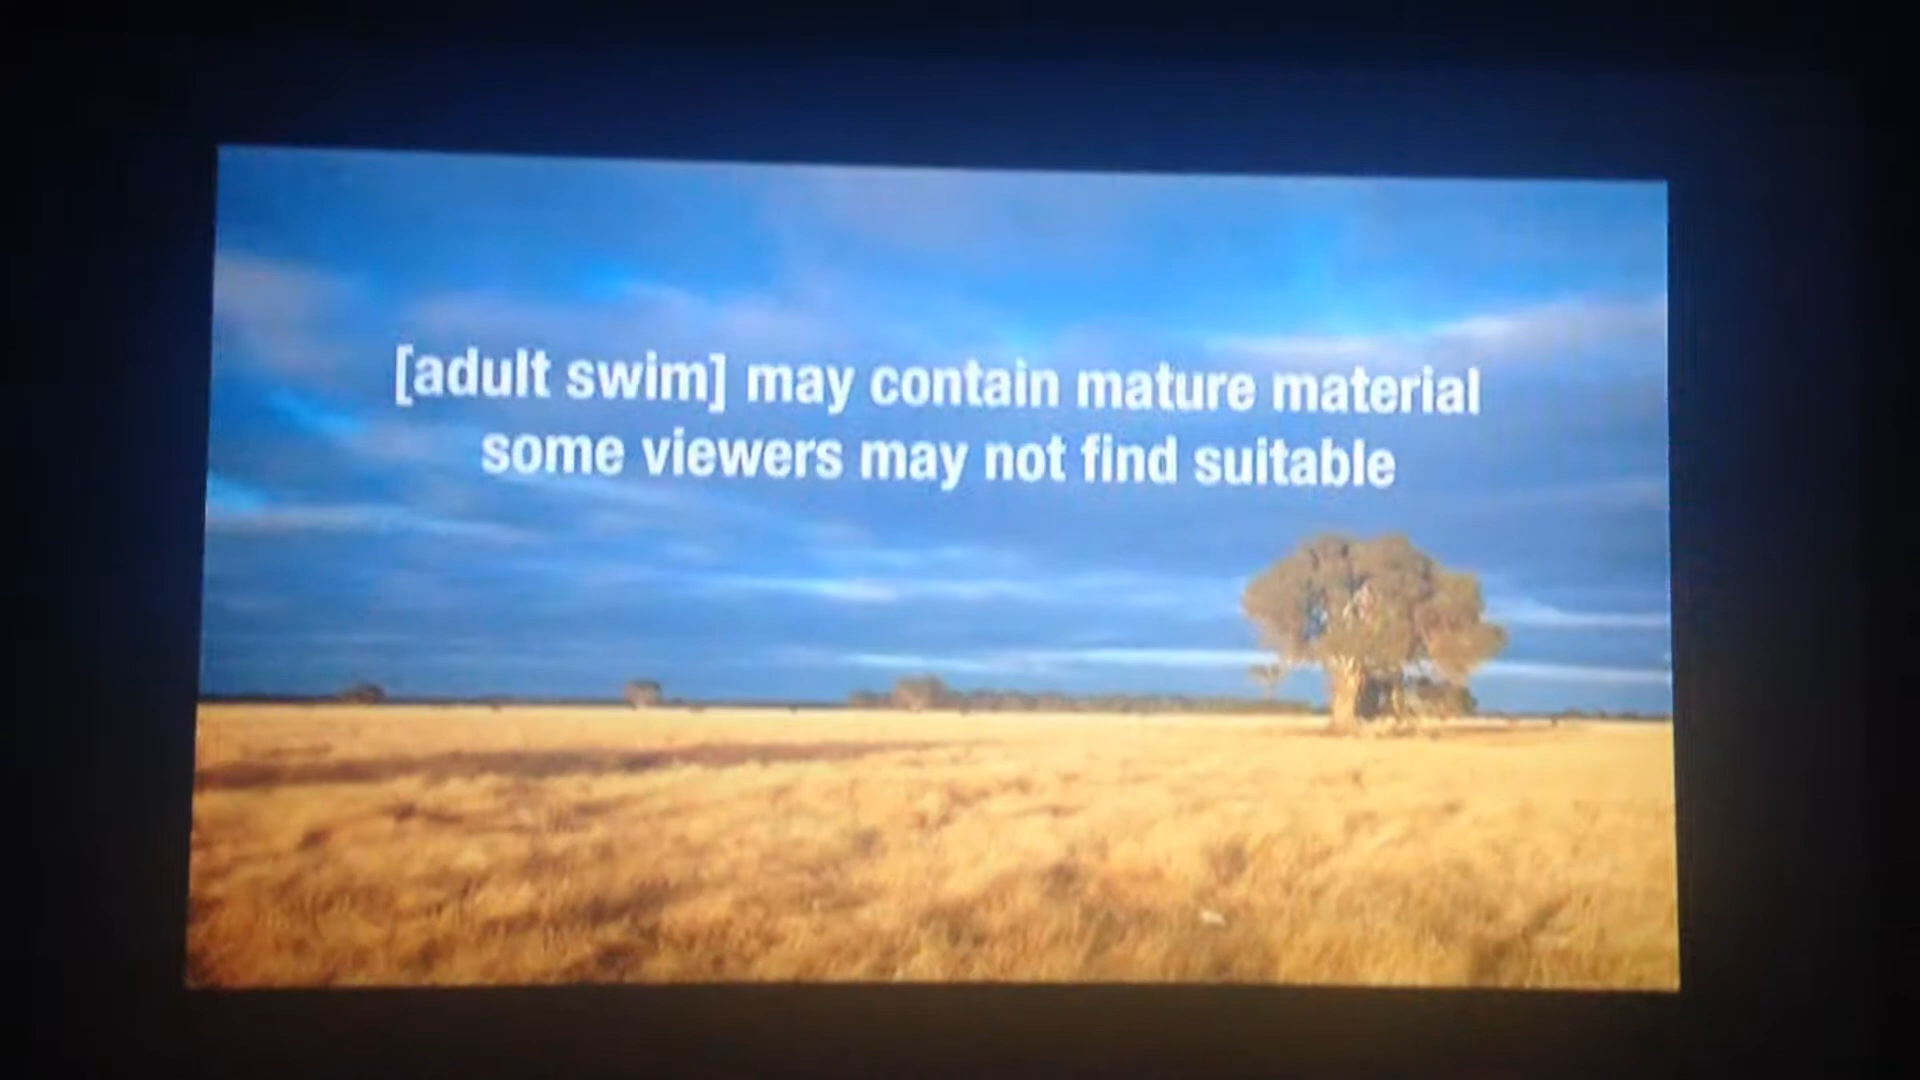 [adult swim] may contain mature material
some viewers may not find suitable